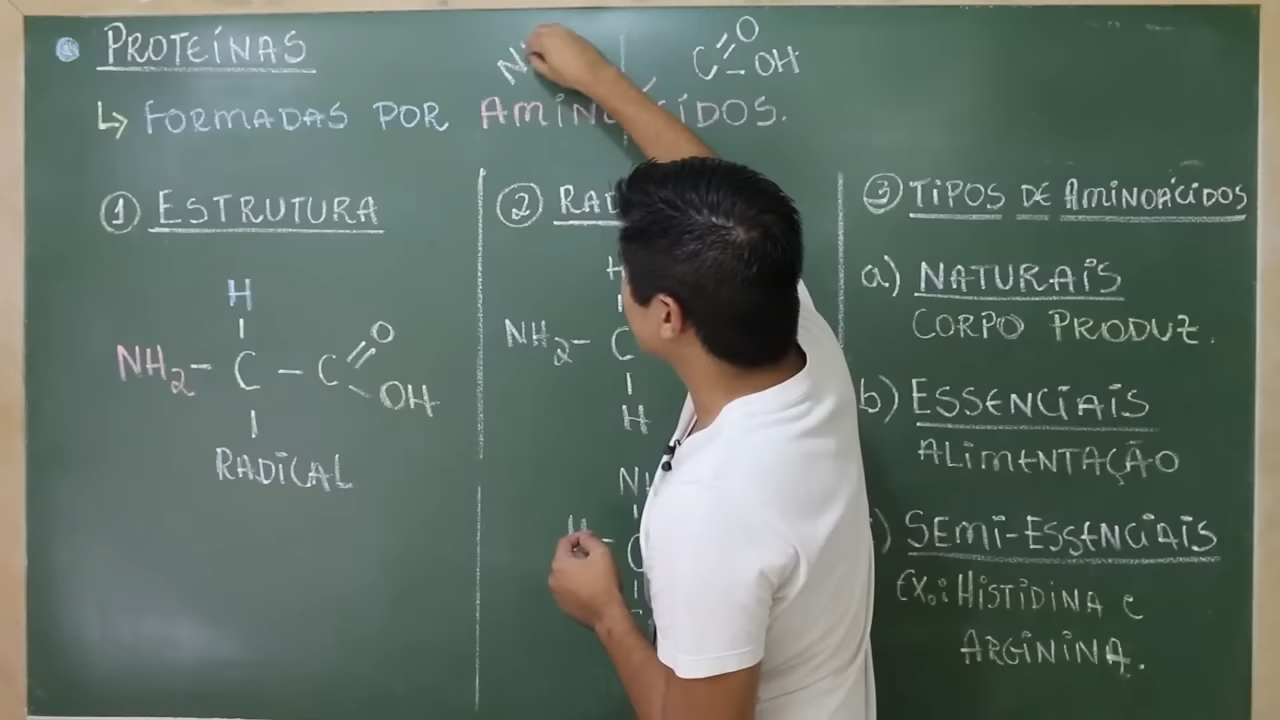 PROTEÍNAS
N
C
O
OH
↳ FORMADAS POR AMINOÁCIDOS.
① ESTRUTURA
H
NH2 - C - C
O
OH
RADICAL
② RAD
H
NH2- C
H
N
H - C
③ TIPOS DE AMINOÁCIDOS
a) NATURAIS
CORPO PRODUZ.
b) ESSENCIAIS
ALIMENTAÇÃO
) SEMI-ESSENCIAIS
EX.: HISTIDINA E
ARGININA.